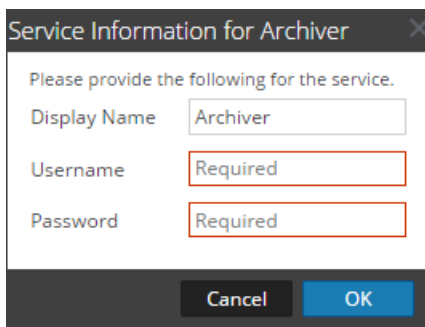 Service Information for Archiver
Please provide the following for the service.
Display Name Archiver
Username Required
Password Required
Cancel OK